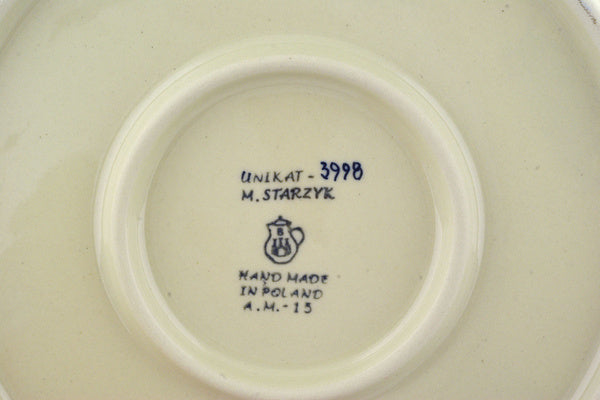 UNIKAT - 3998
M. STARZYK
B
HAND MADE
IN POLAND
A.M. - 15